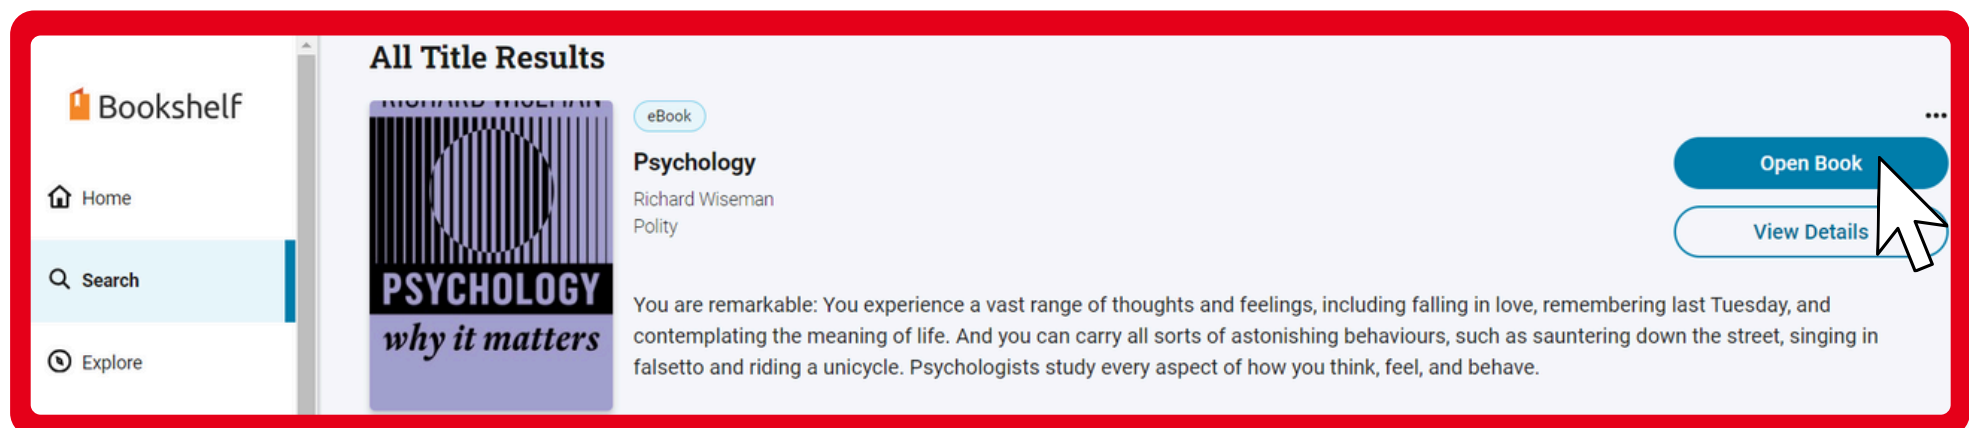 Bookshelf
Home
Search
Explore
All Title Results
RICHARD WISEMAN
PSYCHOLOGY
why it matters
eBook
Psychology
Richard Wiseman
Polity
Open Book
View Details
You are remarkable: You experience a vast range of thoughts and feelings, including falling in love, remembering last Tuesday, and
contemplating the meaning of life. And you can carry all sorts of astonishing behaviours, such as sauntering down the street, singing in
falsetto and riding a unicycle. Psychologists study every aspect of how you think, feel, and behave.